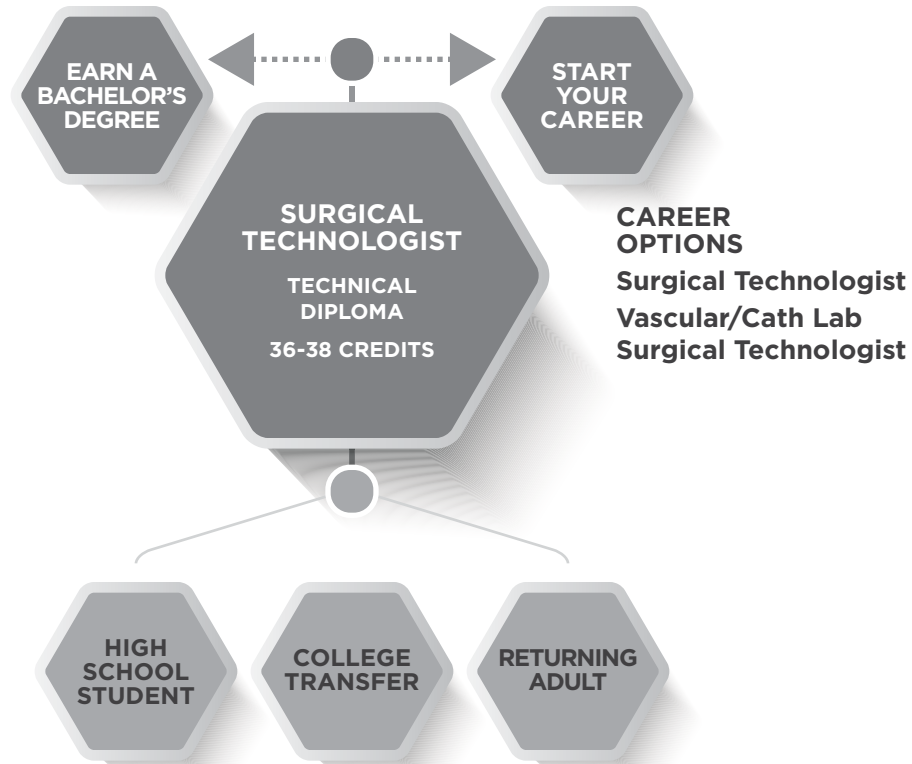 EARN A
BACHELOR'S
DEGREE
START
YOUR
CAREER
SURGICAL
TECHNOLOGIST
TECHNICAL
DIPLOMA
36-38 CREDITS
CAREER
OPTIONS
Surgical Technologist
Vascular/Cath Lab
Surgical Technologist
HIGH
SCHOOL
STUDENT
COLLEGE
TRANSFER
RETURNING
ADULT